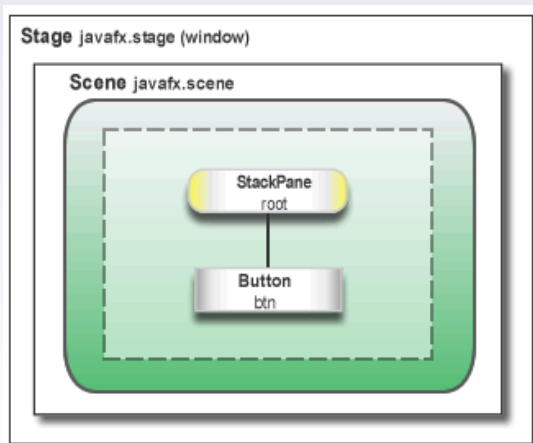 Stage javafx.stage (window)
Scene javafx.scene
StackPane
root
Button
btn